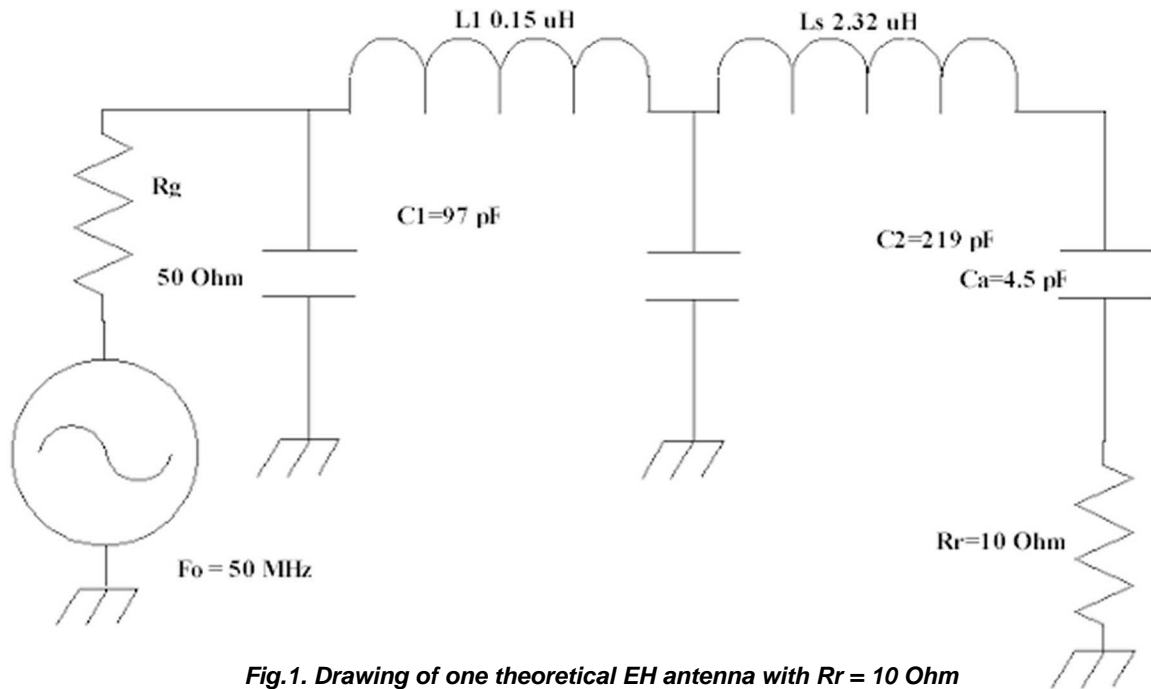 L1 0.15 uH
Ls 2.32 uH
Rg
C1=97 pF
50 Ohm
C2=219 pF
Ca=4.5 pF
Rr=10 Ohm
Fo = 50 MHz
Fig.1. Drawing of one theoretical EH antenna with Rr = 10 Ohm